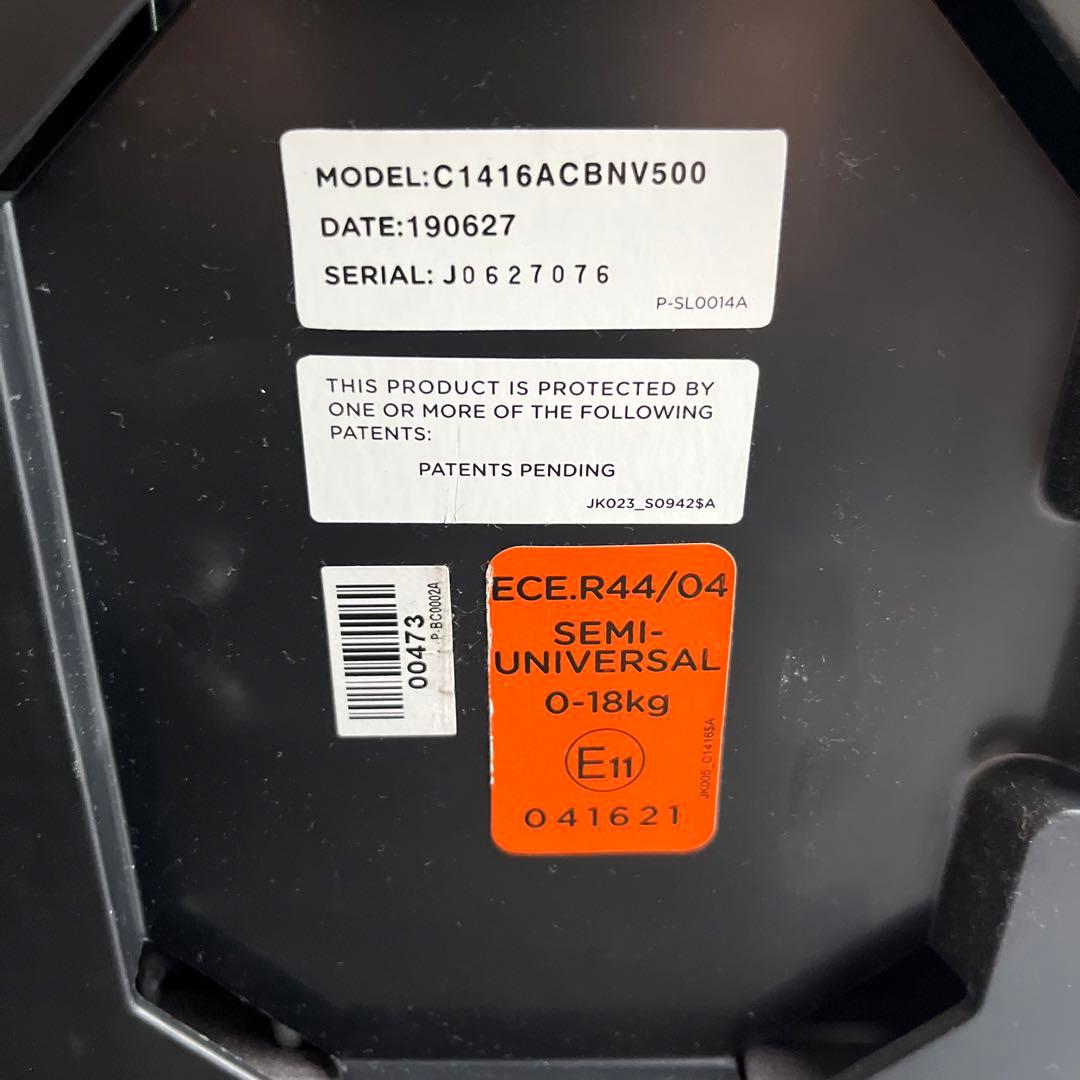 MODEL:C1416ACBNV500
DATE:190627
SERIAL: J0627076
P-SL0014A
THIS PRODUCT IS PROTECTED BY
ONE OR MORE OF THE FOLLOWING
PATENTS:
PATENTS PENDING
JK023_S0942$A
00473
P-BC0002A
ECE.R44/04
SEMI-
UNIVERSAL
0-18kg
E11
041621
JK005_C1416$A